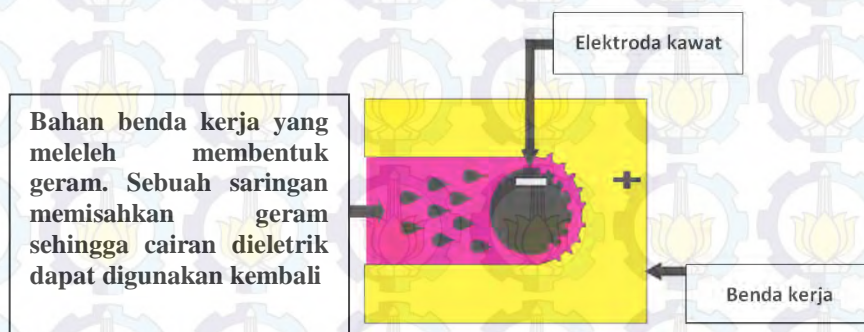 Elektroda kawat
Bahan benda kerja yang
meleleh membentuk
geram. Sebuah saringan
memisahkan geram
sehingga cairan dieletrik
dapat digunakan kembali
+
Benda kerja